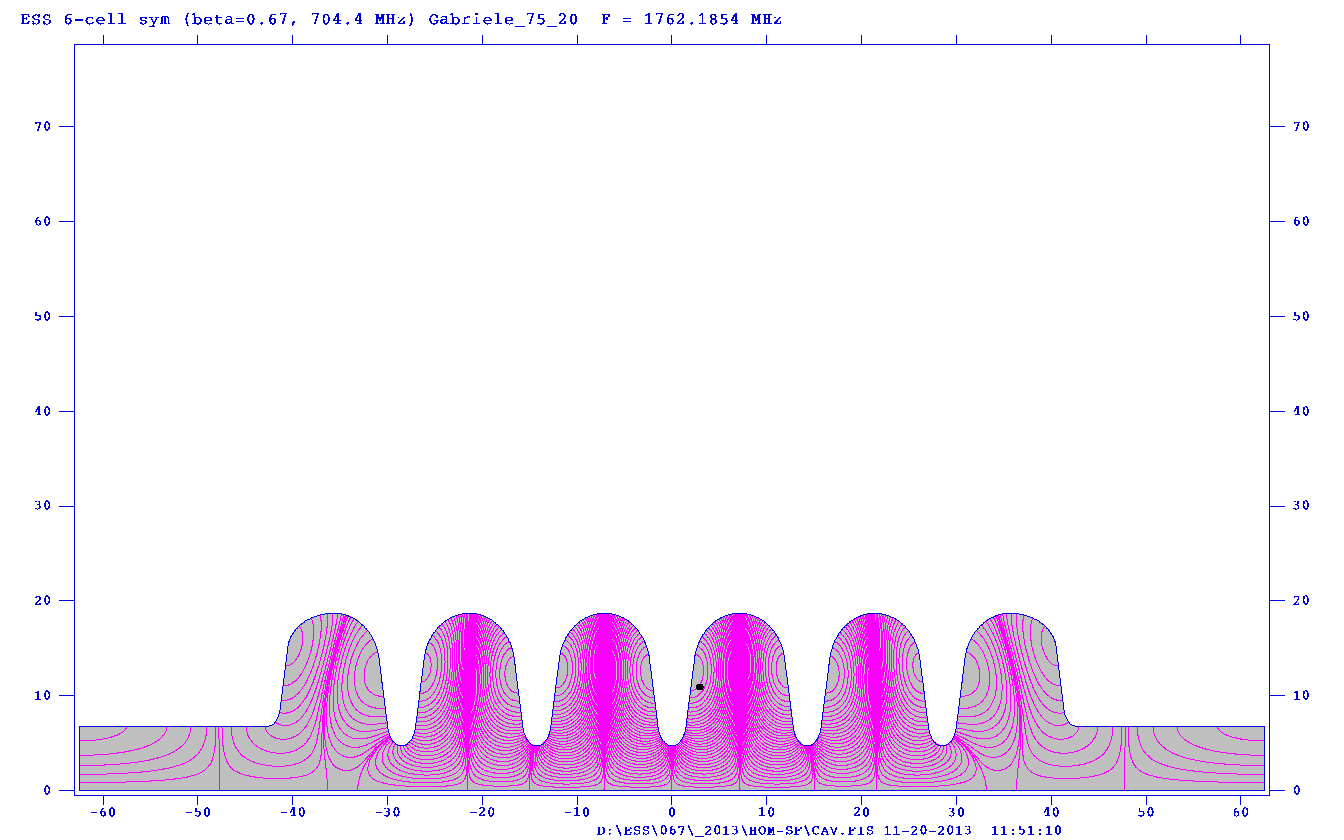 ESS 6-cell sym (beta=0.67, 704.4 MHz) Gabriele_75_20 F = 1762.1854 MHz
70 70
60 60
50 50
40 40
30 30
20 20
10 10
0 0
-60 -50 -40 -30 -20 -10 0 10 20 30 40 50 60
D:\ESS\067\_2013\HOM-SF\CAV.FIS 11-20-2013 11:51:10